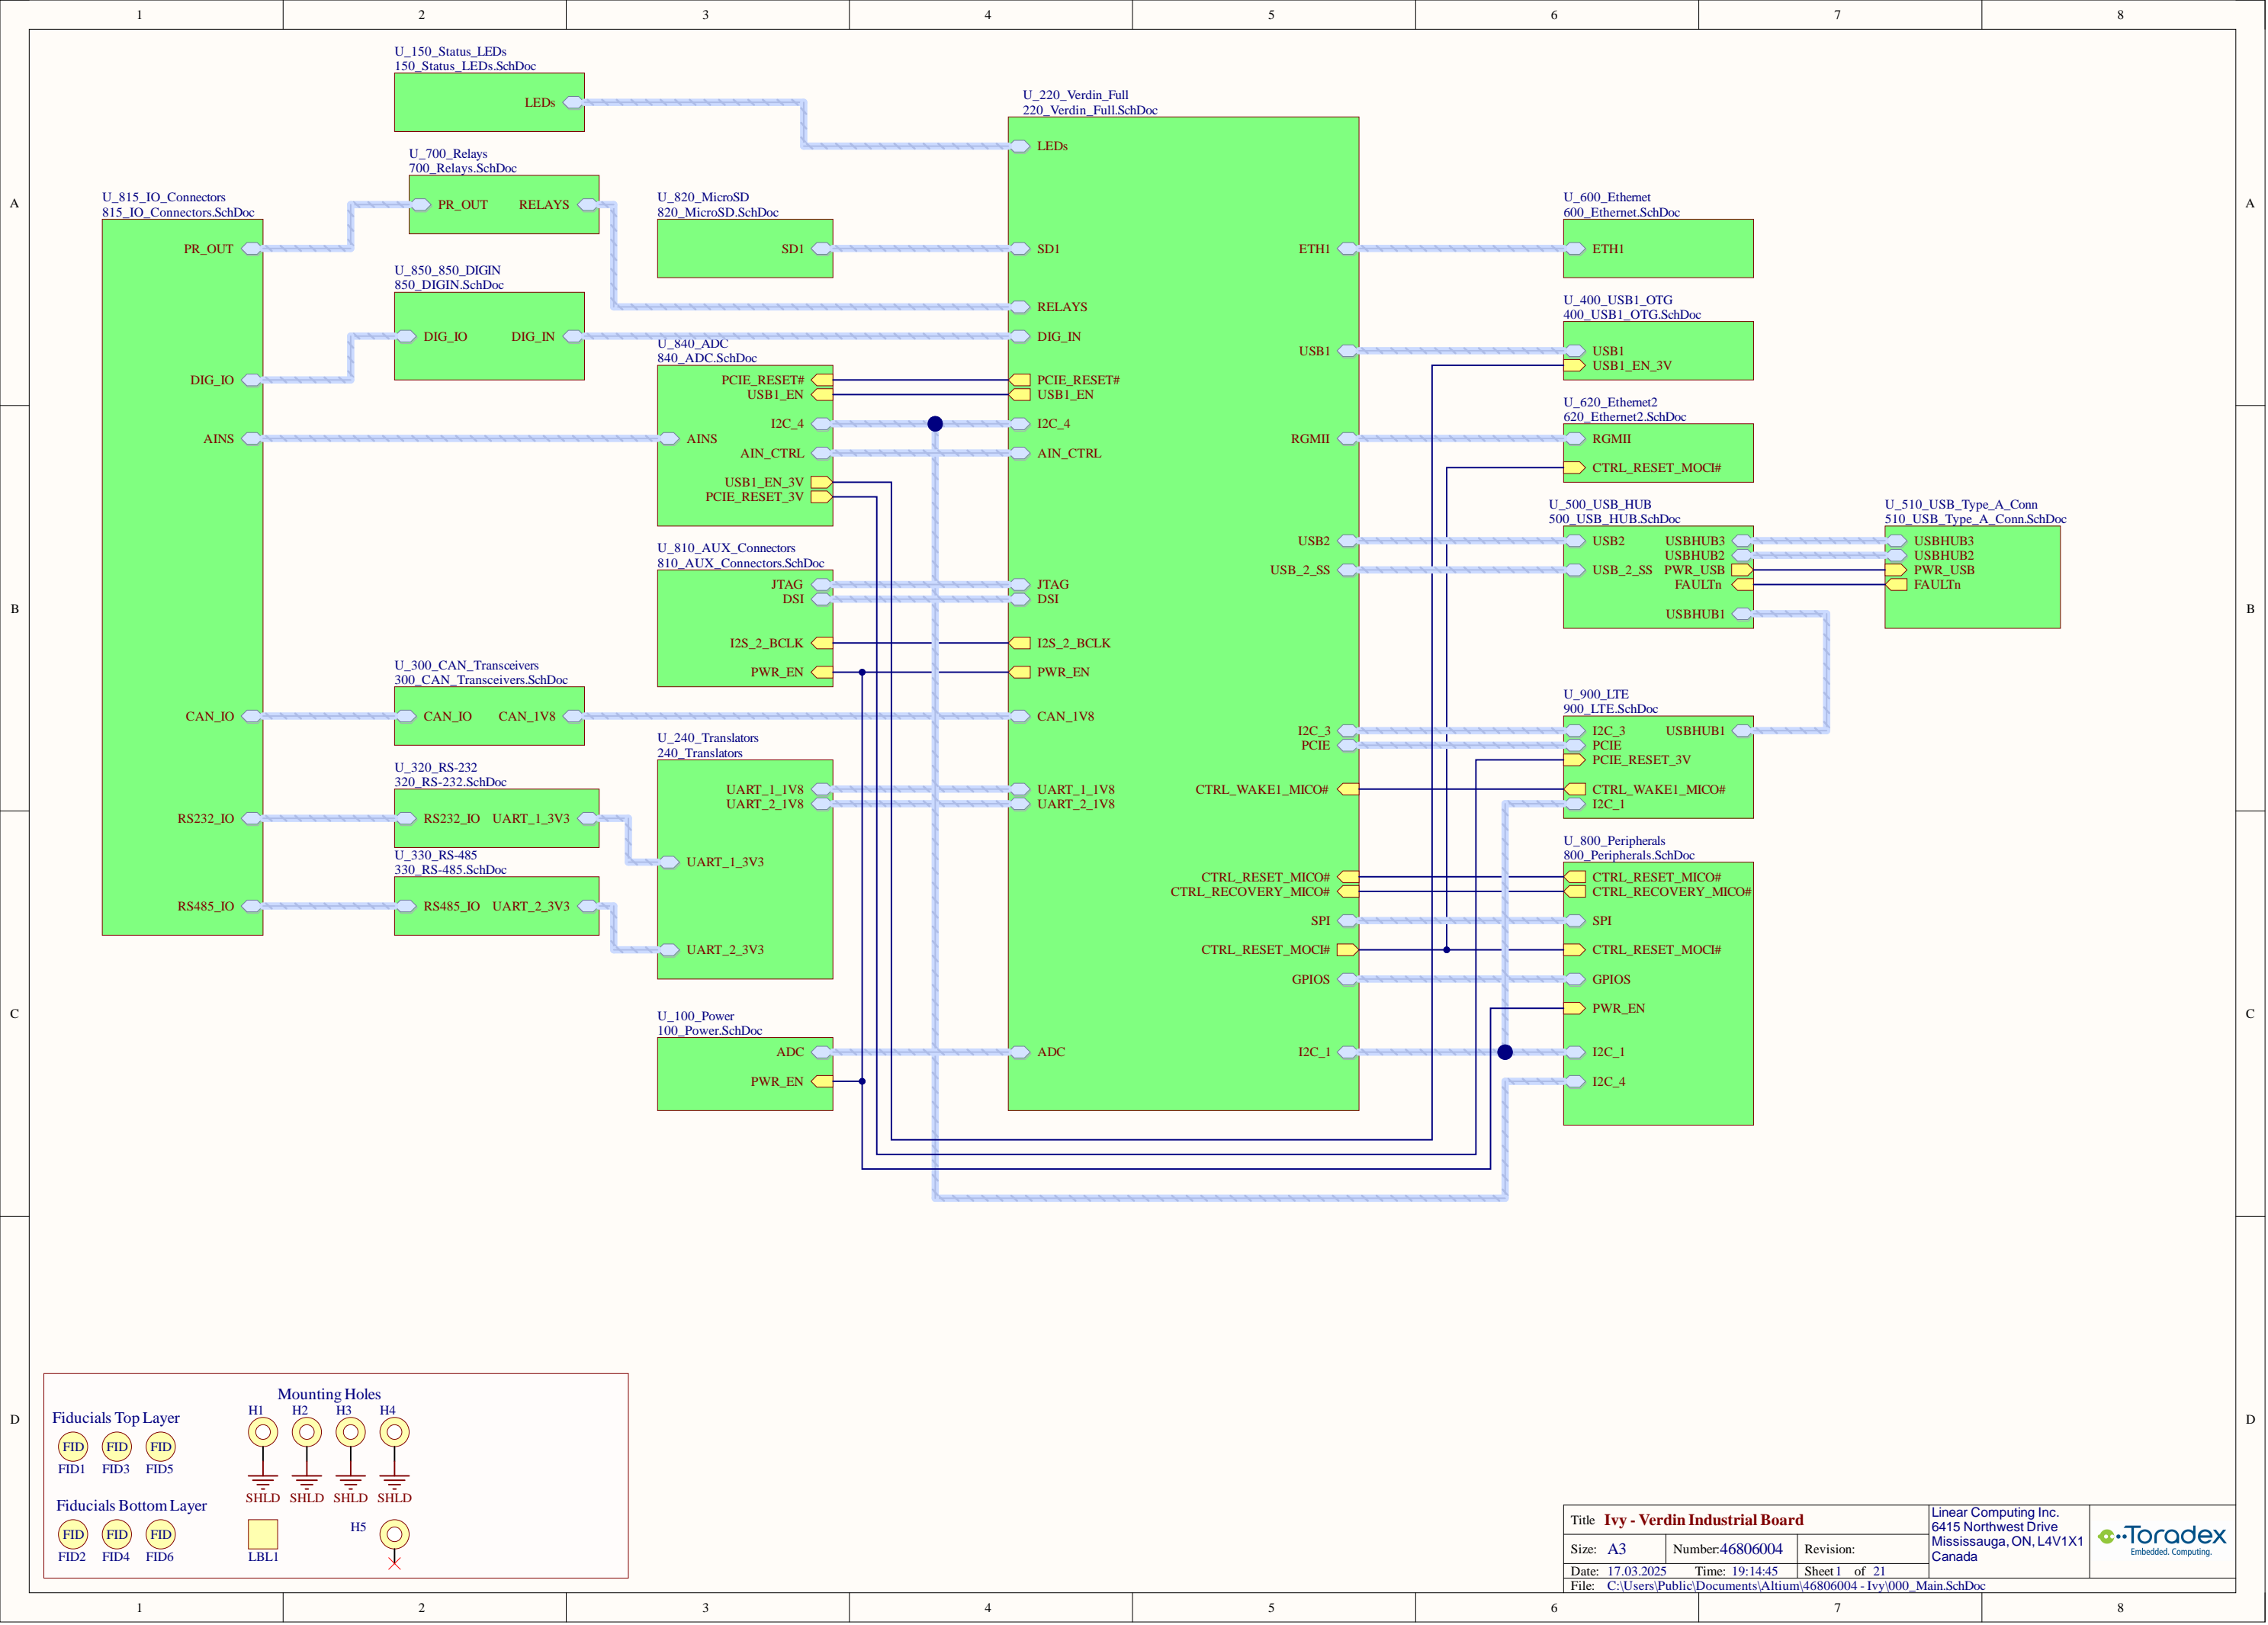 1 2 3 4 5 6 7 8
A
B
C
D
A
B
C
D
U_150_Status_LEDs
150_Status_LEDs.SchDoc
LEDs
U_700_Relays
700_Relays.SchDoc
PR_OUT RELAYS
U_815_IO_Connectors
815_IO_Connectors.SchDoc
PR_OUT
DIG_IO
AINS
CAN_IO
RS232_IO
RS485_IO
U_850_850_DIGIN
850_DIGIN.SchDoc
DIG_IO DIG_IN
U_300_CAN_Transceivers
300_CAN_Transceivers.SchDoc
CAN_IO CAN_1V8
U_320_RS-232
320_RS-232.SchDoc
RS232_IO UART_1_3V3
U_330_RS-485
330_RS-485.SchDoc
RS485_IO UART_2_3V3
U_820_MicroSD
820_MicroSD.SchDoc
SD1
U_840_ADC
840_ADC.SchDoc
PCIE_RESET#
USB1_EN
I2C_4
AINS
AIN_CTRL
USB1_EN_3V
PCIE_RESET_3V
U_810_AUX_Connectors
810_AUX_Connectors.SchDoc
JTAG
DSI
I2S_2_BCLK
PWR_EN
U_240_Translators
240_Translators
UART_1_1V8
UART_2_1V8
UART_1_3V3
UART_2_3V3
U_100_Power
100_Power.SchDoc
ADC
PWR_EN
U_220_Verdin_Full
220_Verdin_Full.SchDoc
LEDs
SD1
RELAYS
DIG_IN
PCIE_RESET#
USB1_EN
I2C_4
AIN_CTRL
JTAG
DSI
I2S_2_BCLK
PWR_EN
CAN_1V8
UART_1_1V8
UART_2_1V8
ADC
ETH1
USB1
RGMII
USB2
USB_2_SS
I2C_3
PCIE
CTRL_WAKE1_MICO#
CTRL_RESET_MICO#
CTRL_RECOVERY_MICO#
SPI
CTRL_RESET_MOCI#
GPIOS
I2C_1
U_600_Ethernet
600_Ethernet.SchDoc
ETH1
U_400_USB1_OTG
400_USB1_OTG.SchDoc
USB1
USB1_EN_3V
U_620_Ethernet2
620_Ethernet2.SchDoc
RGMII
CTRL_RESET_MOCI#
U_500_USB_HUB
500_USB_HUB.SchDoc
USB2 USBHUB3
USBHUB2
USB_2_SS PWR_USB
FAULTn
USBHUB1
U_510_USB_Type_A_Conn
510_USB_Type_A_Conn.SchDoc
USBHUB3
USBHUB2
PWR_USB
FAULTn
U_900_LTE
900_LTE.SchDoc
I2C_3 USBHUB1
PCIE
PCIE_RESET_3V
CTRL_WAKE1_MICO#
I2C_1
U_800_Peripherals
800_Peripherals.SchDoc
CTRL_RESET_MICO#
CTRL_RECOVERY_MICO#
SPI
CTRL_RESET_MOCI#
GPIOS
PWR_EN
I2C_1
I2C_4
Mounting Holes
H1 H2 H3 H4
SHLD SHLD SHLD SHLD
Fiducials Top Layer
FID FID FID
FID1 FID3 FID5
Fiducials Bottom Layer
FID FID FID
FID2 FID4 FID6
LBL1
H5
Title Ivy - Verdin Industrial Board
Size: A3 Number:46806004 Revision:
Date: 17.03.2025 Time: 19:14:45 Sheet 1 of 21
File: C:\Users\Public\Documents\Altium\46806004 - Ivy\000_Main.SchDoc
Linear Computing Inc.
6415 Northwest Drive
Mississauga, ON, L4V1X1
Canada
Toradex
Embedded. Computing.
1 2 3 4 5 6 7 8